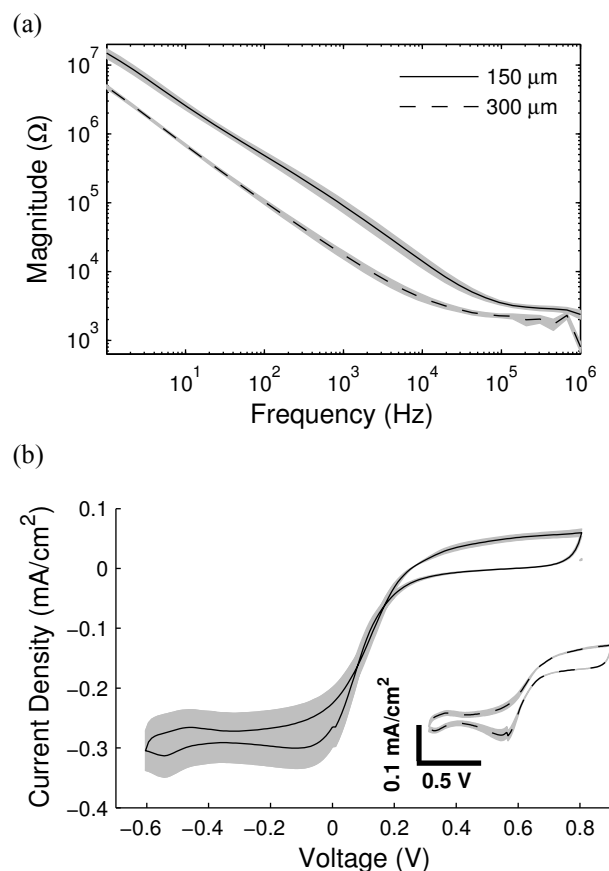 (a)
10^7
10^6
10^5
10^4
10^3
Magnitude (Ω)
150 μm
300 μm
10^1 10^2 10^3 10^4 10^5 10^6
Frequency (Hz)
(b)
0.1
0
−0.1
−0.2
−0.3
−0.4
Current Density (mA/cm^2)
0.1 mA/cm^2
0.5 V
−0.6 −0.4 −0.2 0 0.2 0.4 0.6 0.8
Voltage (V)